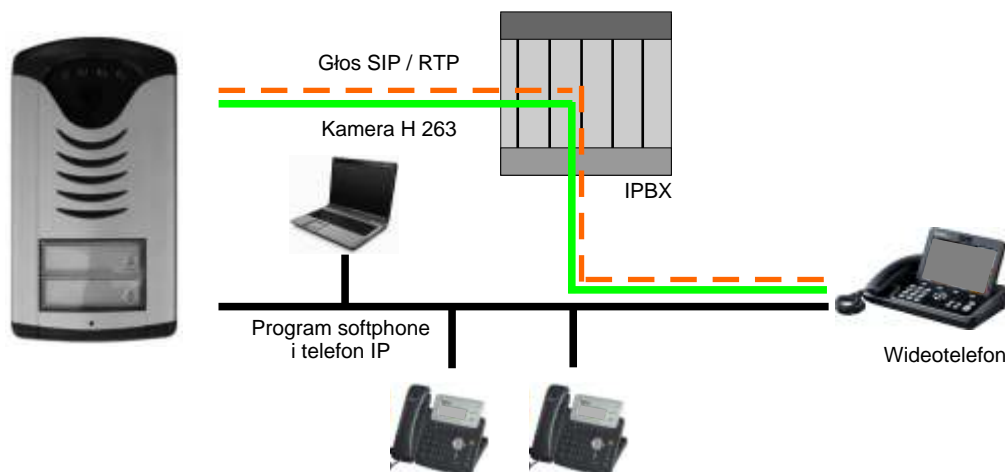 Głos SIP / RTP
Kamera H 263
IPBX
Program softphone
i telefon IP
Wideotelefon